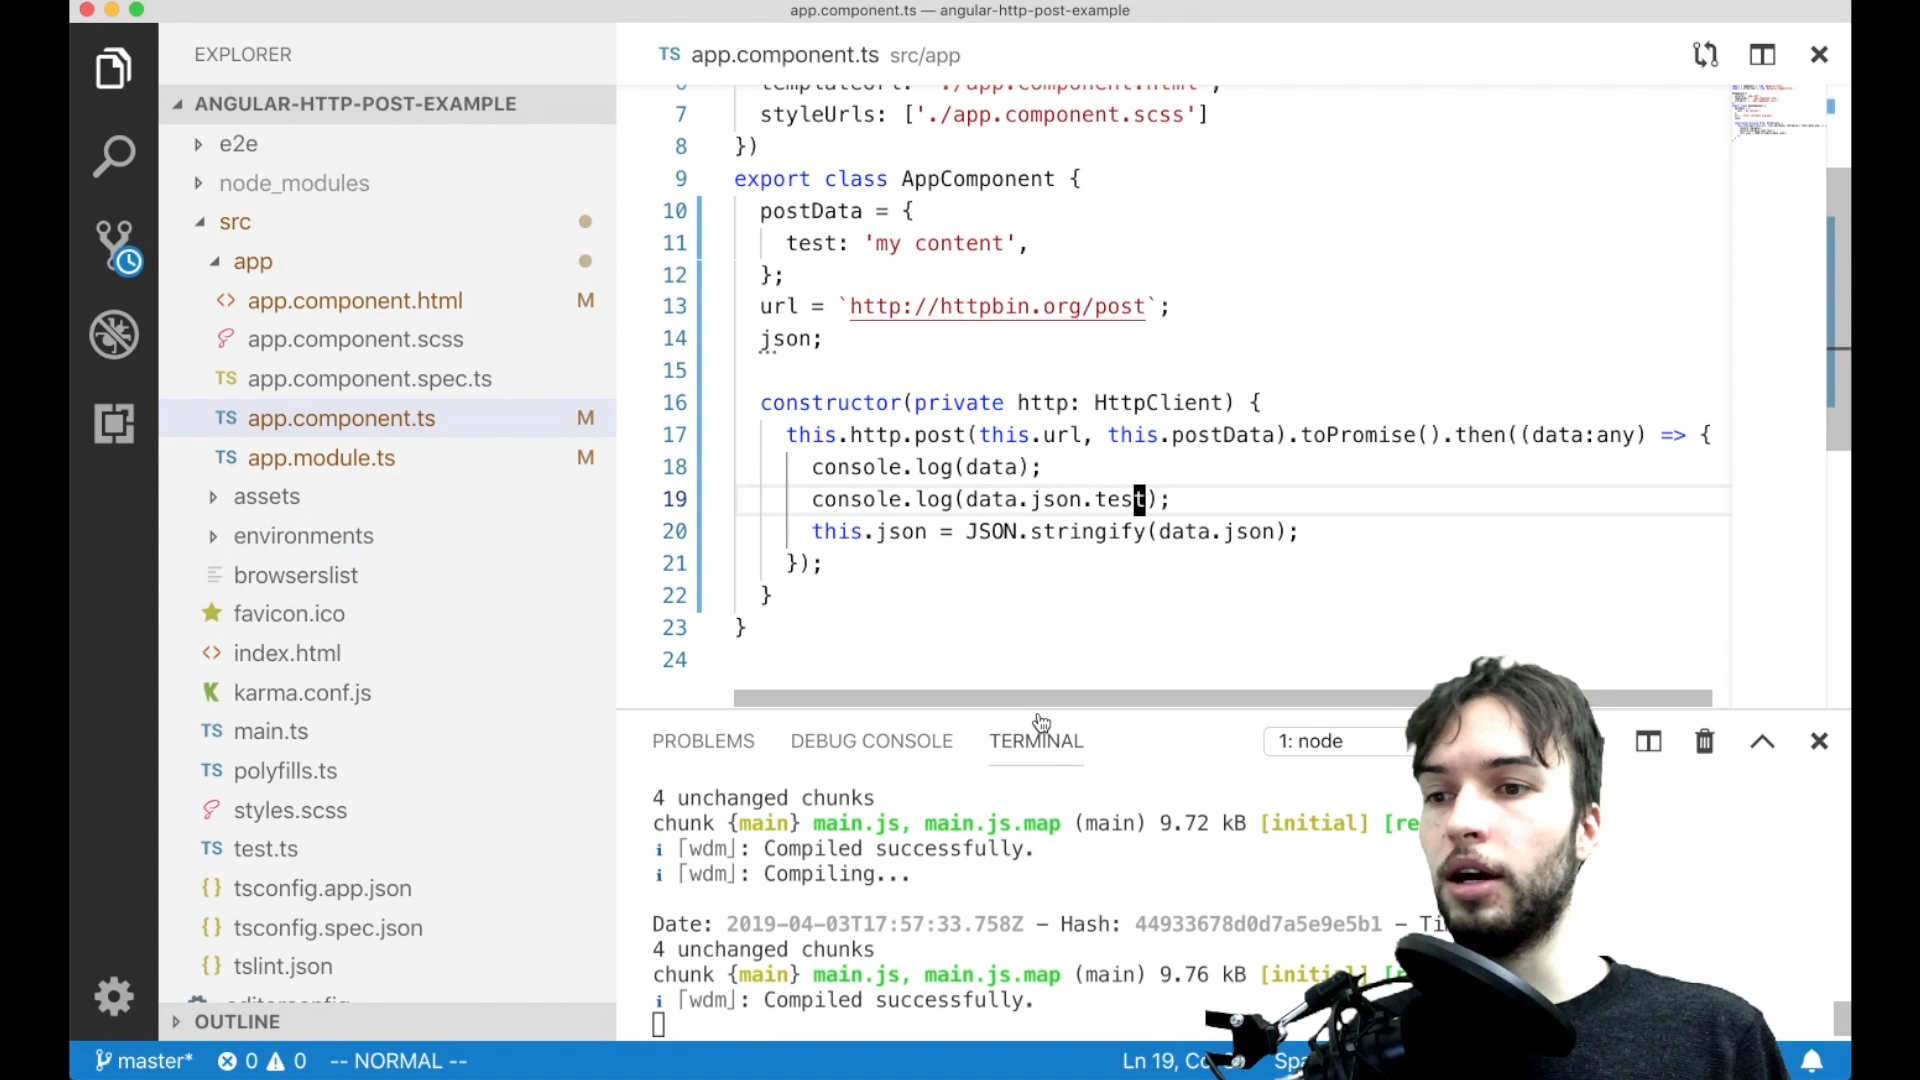 app.component.ts — angular-http-post-example
EXPLORER
ANGULAR-HTTP-POST-EXAMPLE
e2e
node_modules
src
app
app.component.html M
app.component.scss
TS app.component.spec.ts
TS app.component.ts M
TS app.module.ts M
assets
environments
browserslist
favicon.ico
index.html
karma.conf.js
TS main.ts
TS polyfills.ts
styles.scss
TS test.ts
{} tsconfig.app.json
{} tsconfig.spec.json
{} tslint.json
OUTLINE
TS app.component.ts src/app
7 styleUrls: ['./app.component.scss']
8 })
9 export class AppComponent {
10 postData = {
11 test: 'my content',
12 };
13 url = `http://httpbin.org/post`;
14 json;
15
16 constructor(private http: HttpClient) {
17 this.http.post(this.url, this.postData).toPromise().then((data:any) => {
18 console.log(data);
19 console.log(data.json.test);
20 this.json = JSON.stringify(data.json);
21 });
22 }
23 }
24
PROBLEMS DEBUG CONSOLE TERMINAL 1: node
4 unchanged chunks
chunk {main} main.js, main.js.map (main) 9.72 kB [initial] [re
i ｢wdm｣: Compiled successfully.
i ｢wdm｣: Compiling...
Date: 2019-04-03T17:57:33.758Z - Hash: 44933678d0d7a5e9e5b1 -
4 unchanged chunks
chunk {main} main.js, main.js.map (main) 9.76 kB [initial]
i ｢wdm｣: Compiled successfully.
master* 0 0 -- NORMAL -- Ln 19,